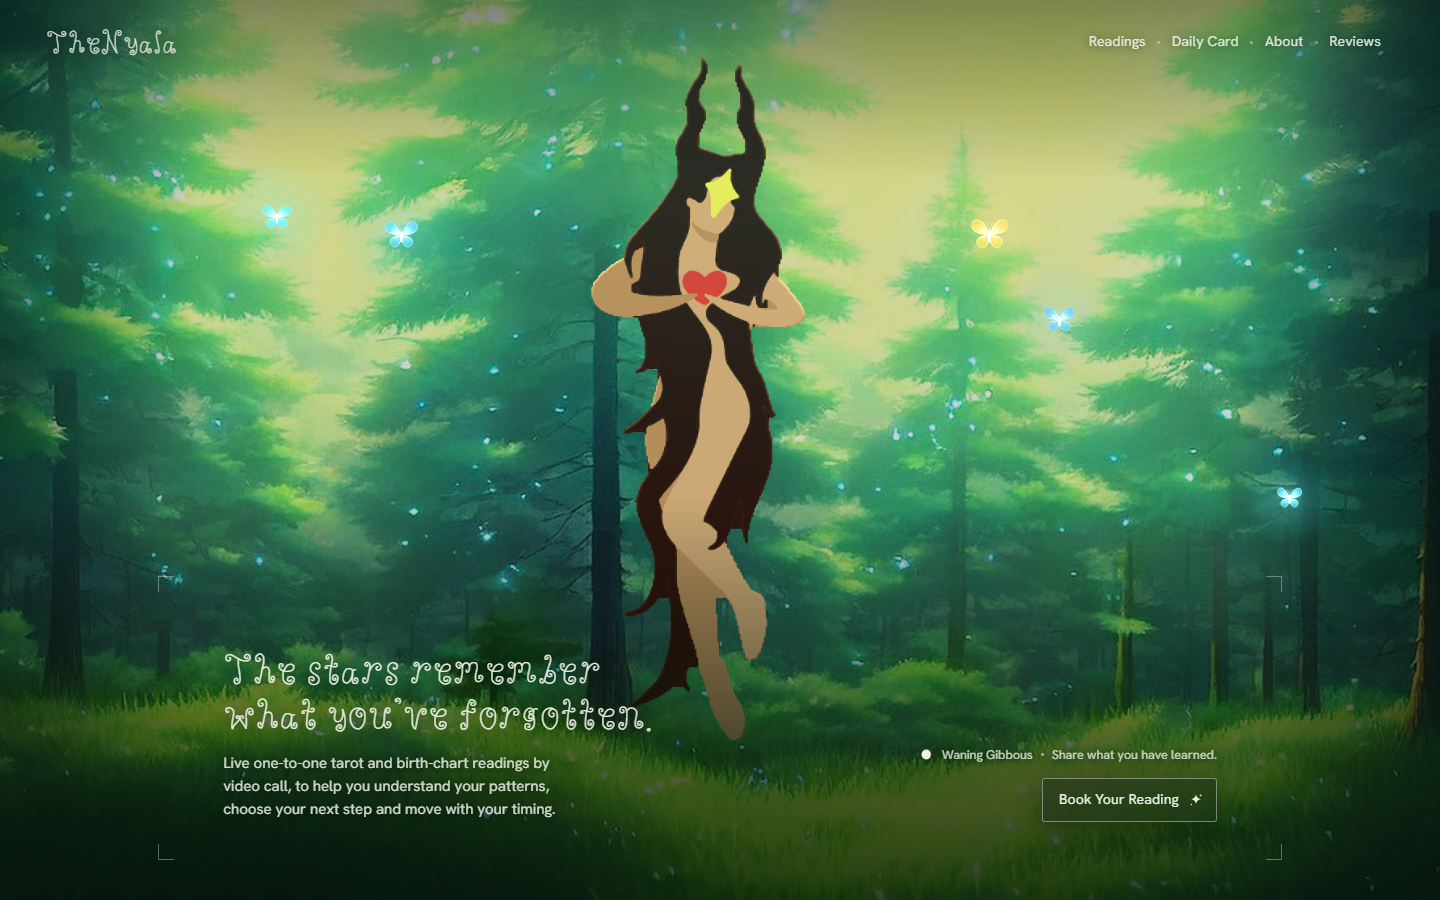 TheNyala
Readings • Daily Card • About • Reviews
The stars remember
what you've forgotten.
Live one-to-one tarot and birth-chart readings by
video call, to help you understand your patterns,
choose your next step and move with your timing.
Waning Gibbous • Share what you have learned.
Book Your Reading